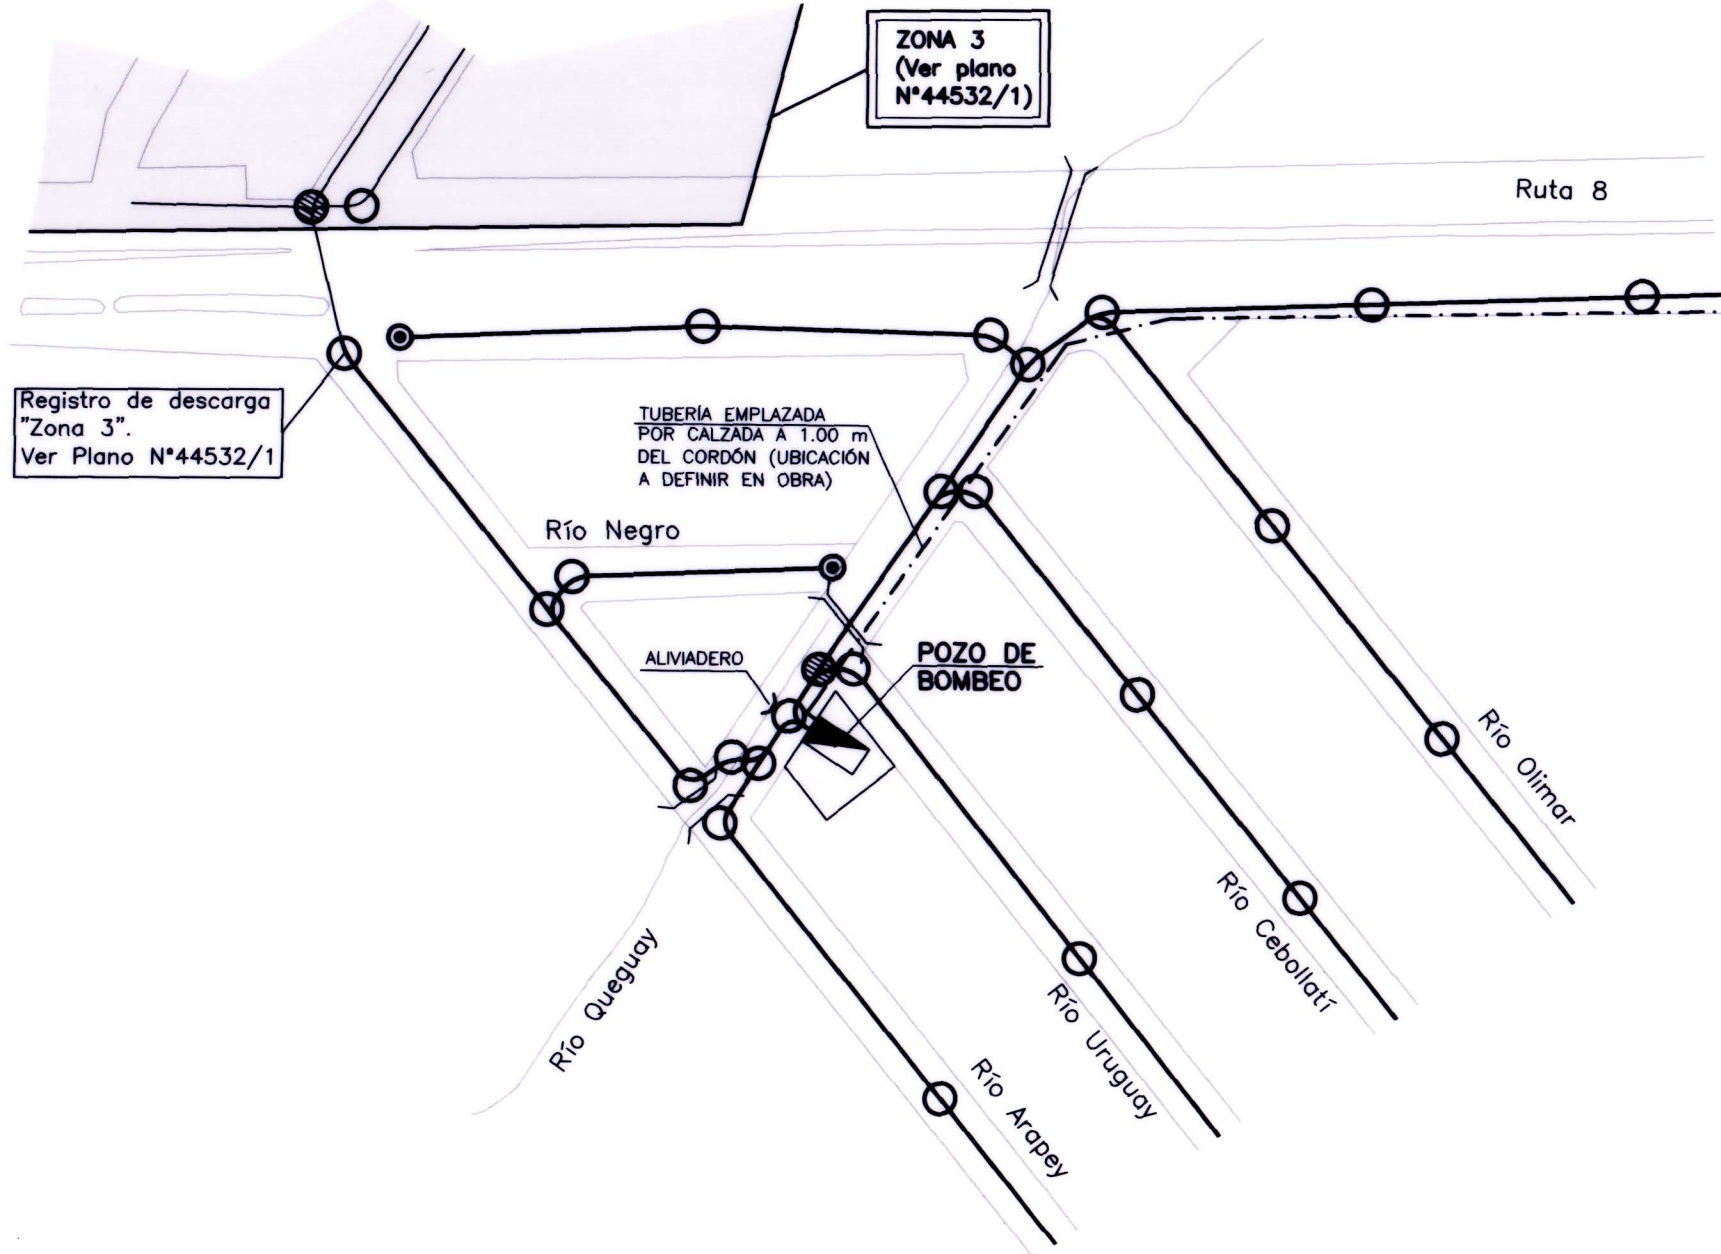 ZONA 3
(Ver plano
N°44532/1)
Ruta 8
Registro de descarga
"Zona 3".
Ver Plano N°44532/1
TUBERÍA EMPLAZADA
POR CALZADA A 1.00 m
DEL CORDÓN (UBICACIÓN
A DEFINIR EN OBRA)
Río Negro
ALIVIADERO
POZO DE
BOMBEO
Río Olimar
Río Cebollatí
Río Queguay
Río Uruguay
Río Arapey